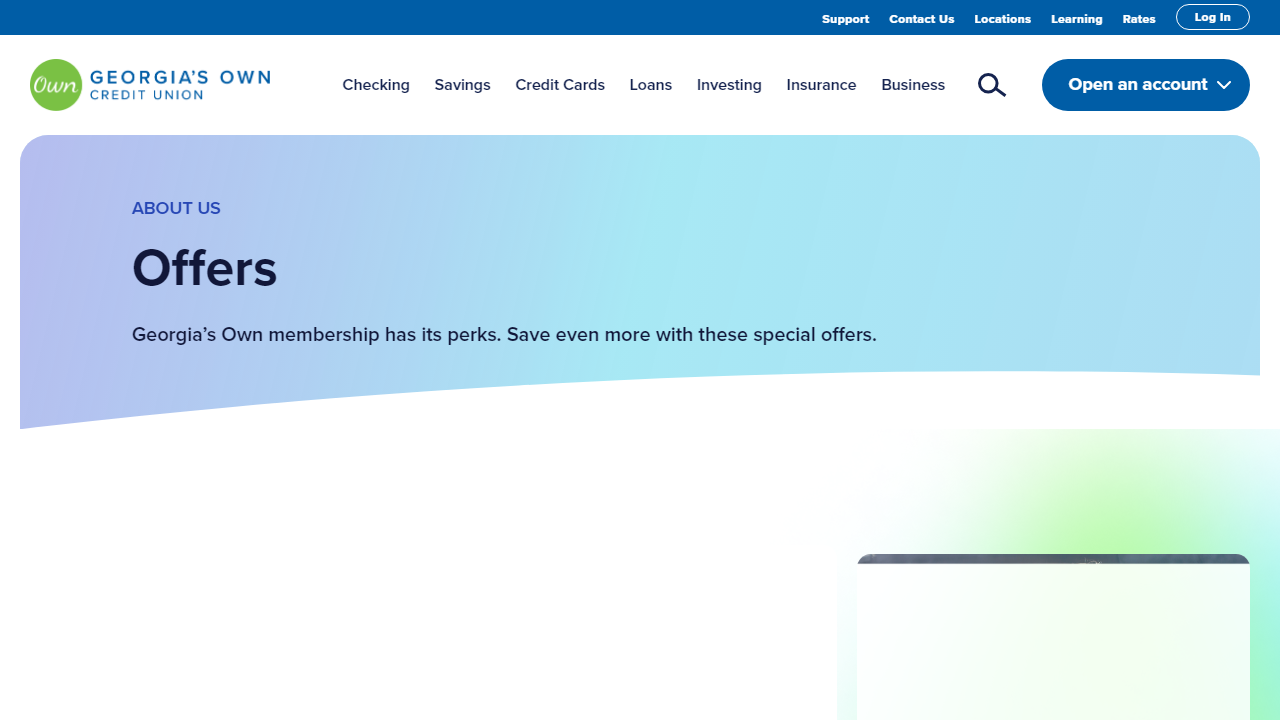 Support Contact Us Locations Learning Rates Log In
Own GEORGIA'S OWN
CREDIT UNION
Checking Savings Credit Cards Loans Investing Insurance Business Open an account
ABOUT US
Offers
Georgia’s Own membership has its perks. Save even more with these special offers.